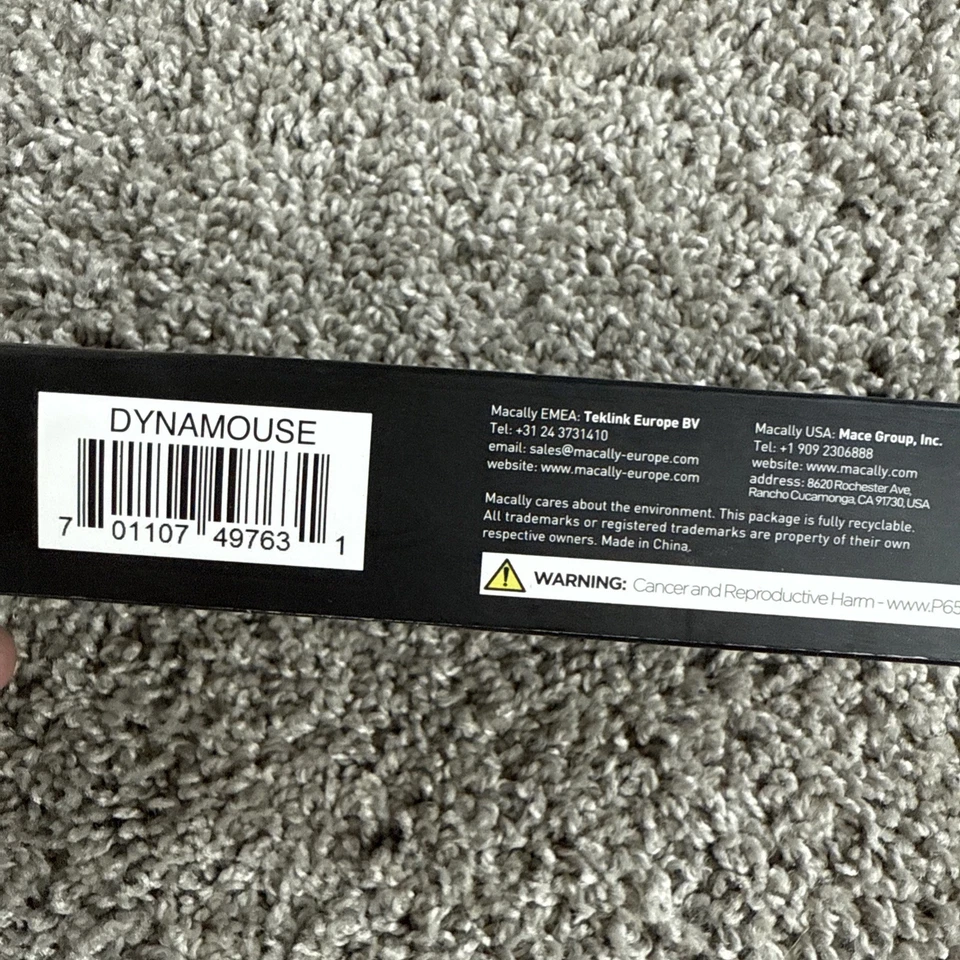 DYNAMOUSE
7 01107 49763 1
Macally EMEA: Teklink Europe BV
Tel: +31 24 3731410
email: sales@macally-europe.com
website: www.macally-europe.com
Macally USA: Mace Group, Inc.
Tel: +1 909 2306888
website: www.macally.com
address: 8620 Rochester Ave,
Rancho Cucamonga, CA 91730, USA
Macally cares about the environment. This package is fully recyclable.
All trademarks or registered trademarks are property of their own
respective owners. Made in China.
WARNING: Cancer and Reproductive Harm - www.P65